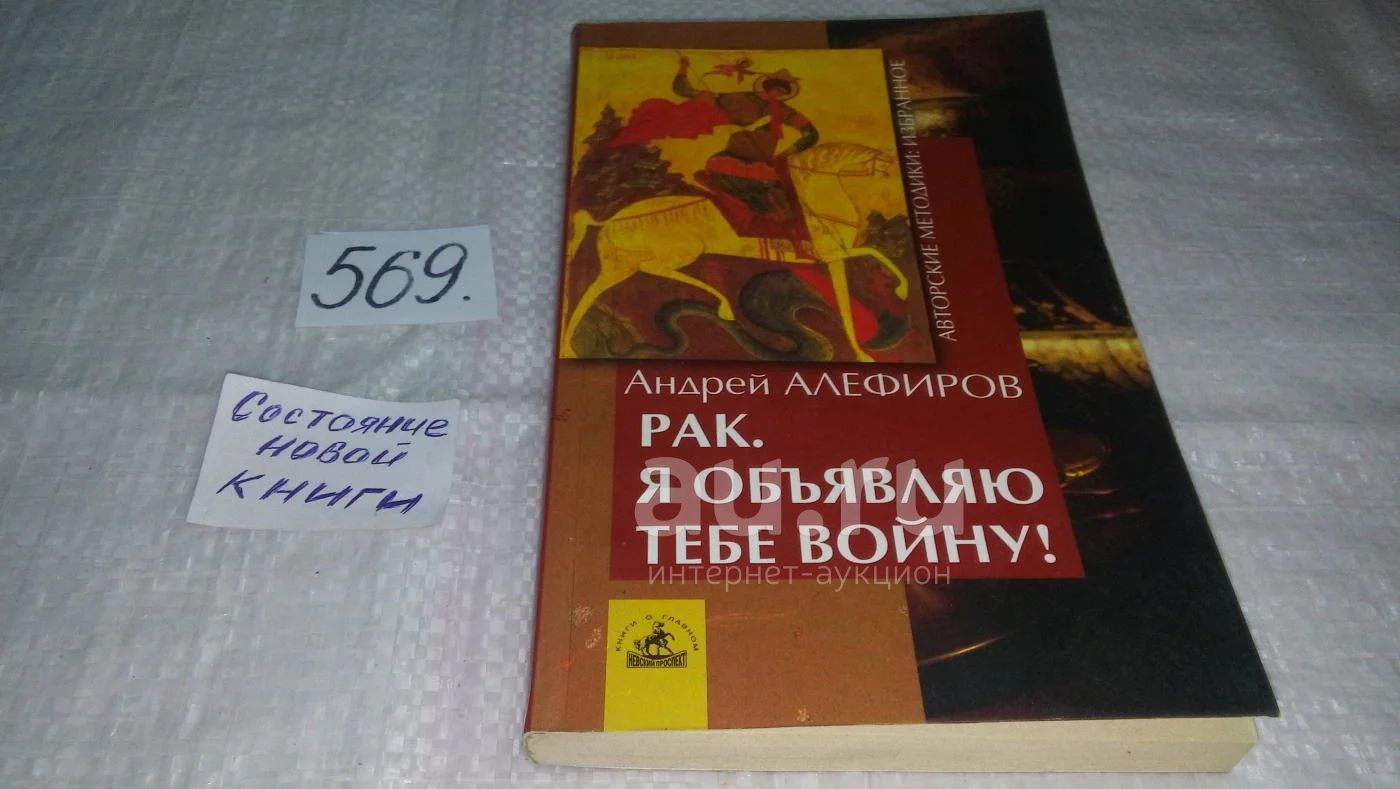 569.
Состояние
новой
книги
АВТОРСКИЕ МЕТОДИКИ: ИЗБРАННОЕ
Андрей АЛЕФИРОВ
РАК.
Я ОБЪЯВЛЯЮ
ТЕБЕ ВОЙНУ!
au.ru
интернет-аукцион
КНИГИ О ГЛАВНОМ
НЕВСКИЙ ПРОСПЕКТ